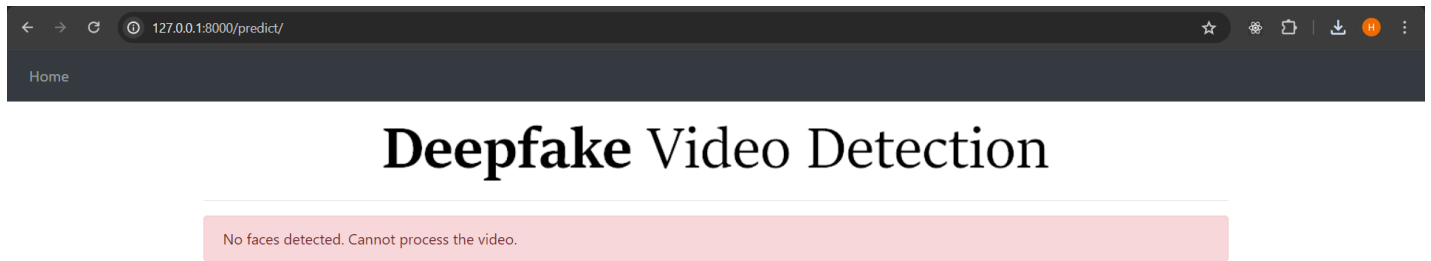 127.0.0.1:8000/predict/
H
Home
Deepfake Video Detection
No faces detected. Cannot process the video.